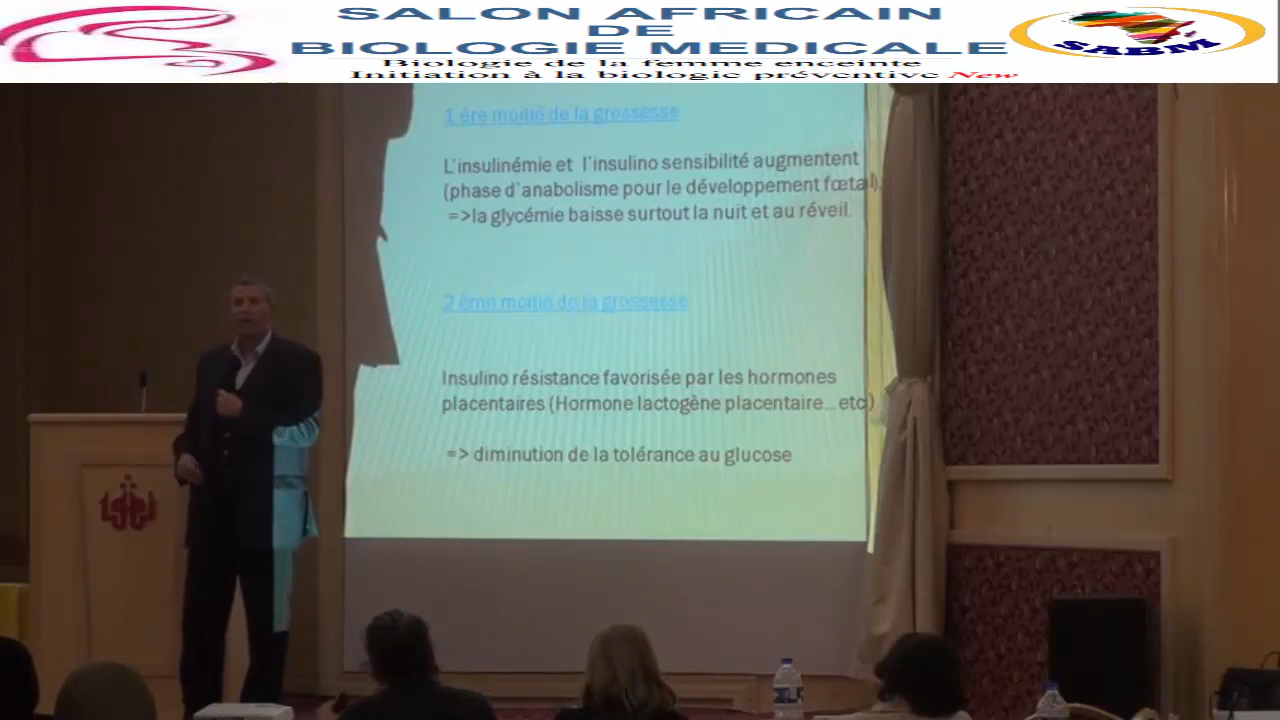 SALON AFRICAIN
DE
BIOLOGIE MEDICALE
Biologie de la femme enceinte
Initiation à la biologie préventive New
SABM
1 ére moitié de la grossesse
L'insulinémie et l'insulino sensibilité augmentent
(phase d'anabolisme pour le développement fœtal).
=>la glycémie baisse surtout la nuit et au réveil.
2 éme moitié de la grossesse
Insulino résistance favorisée par les hormones
placentaires (Hormone lactogène placentaire... etc)
=> diminution de la tolérance au glucose